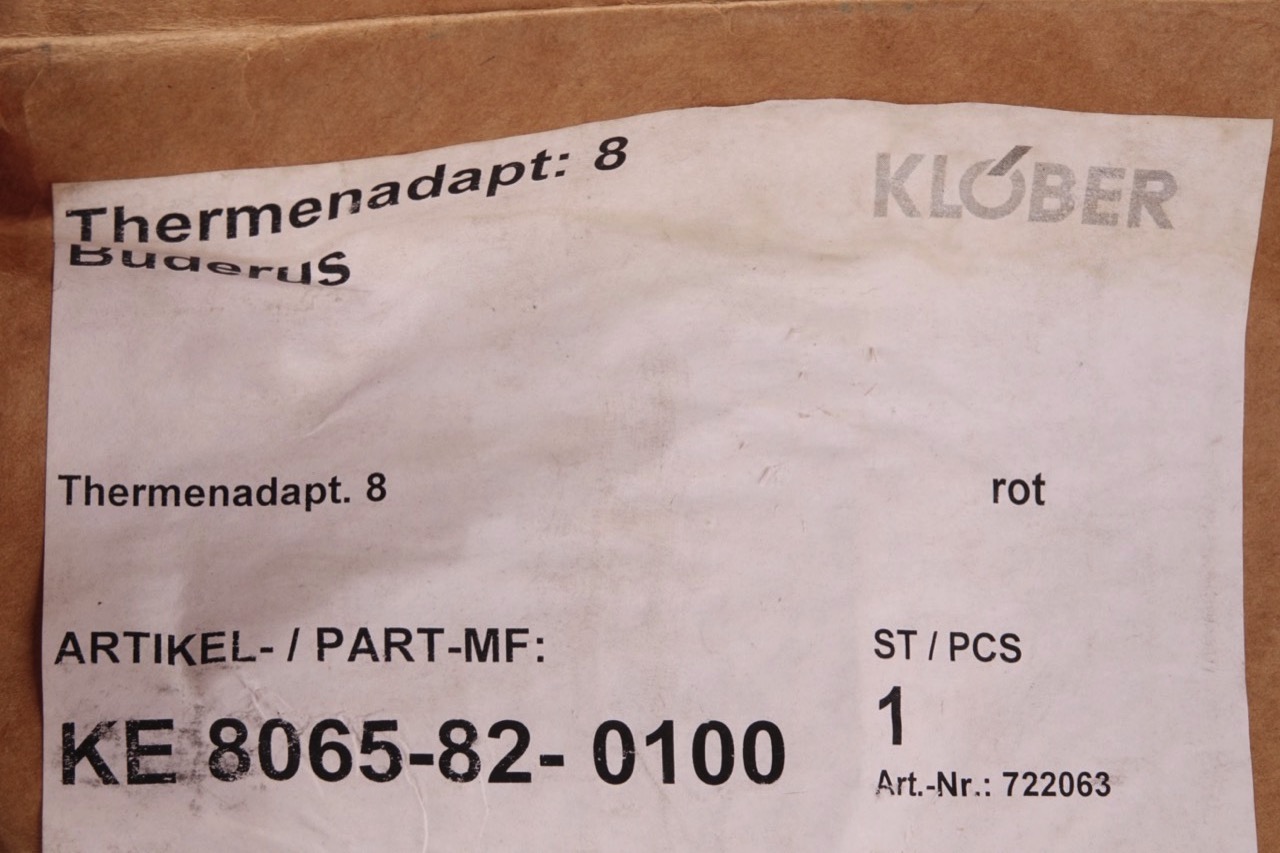 Thermenadapt: 8
KLÖBER
Buderus
Thermenadapt. 8
rot
ARTIKEL- / PART-MF:
ST / PCS
KE 8065-82- 0100
1
Art.-Nr.: 722063